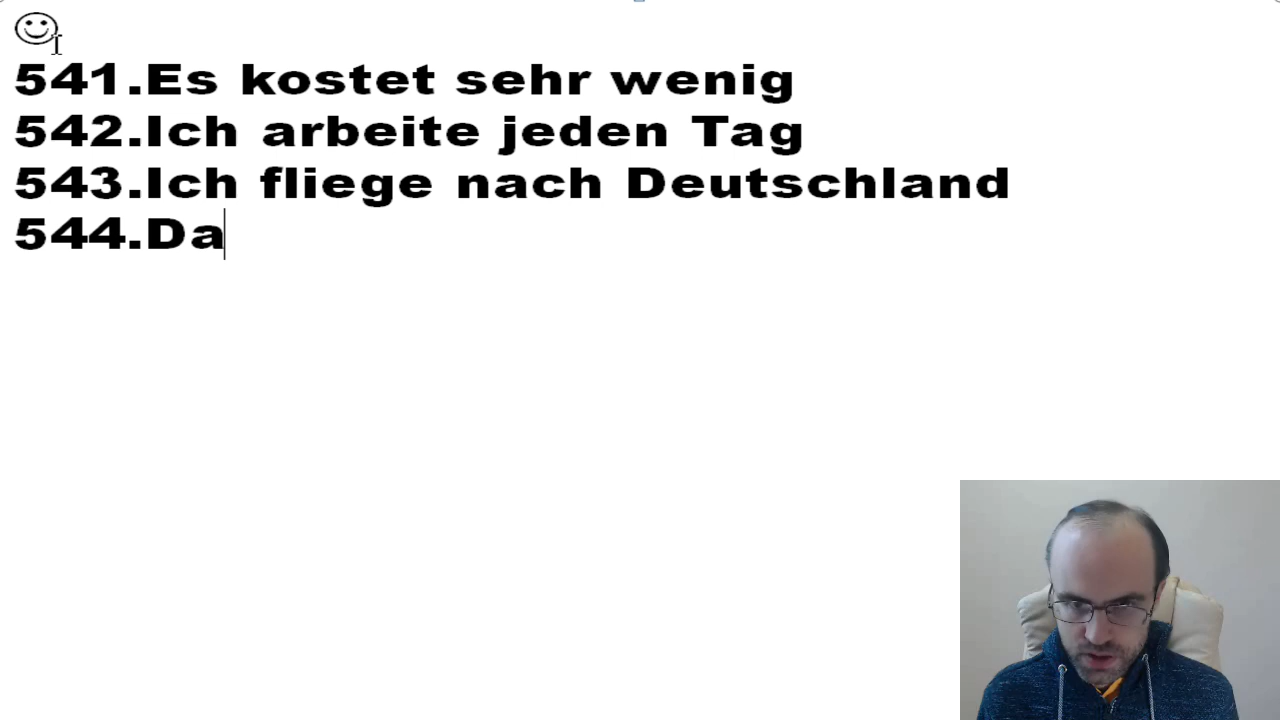 541.Es kostet sehr wenig
542.Ich arbeite jeden Tag
543.Ich fliege nach Deutschland
544.Da